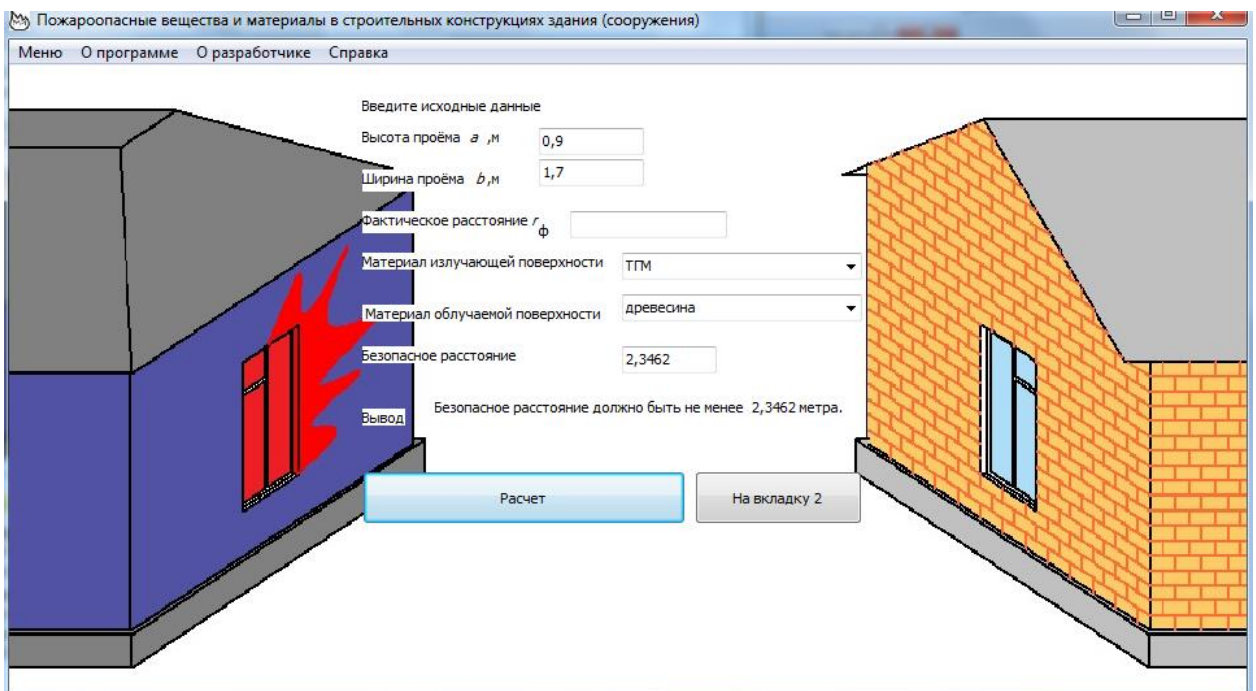 Пожароопасные вещества и материалы в строительных конструкциях здания (сооружения)
Меню О программе О разработчике Справка
Введите исходные данные
Высота проёма a ,м 0,9
Ширина проёма b,м 1,7
Фактическое расстояние rф
Материал излучающей поверхности ТГМ
Материал облучаемой поверхности древесина
Безопасное расстояние 2,3462
Вывод Безопасное расстояние должно быть не менее 2,3462 метра.
Расчет На вкладку 2